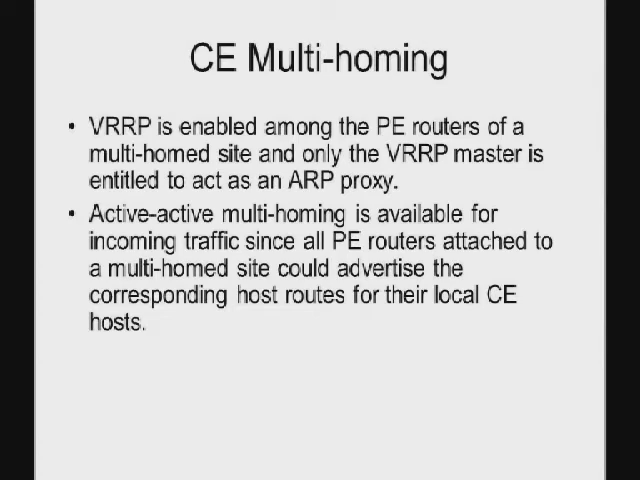 CE Multi-homing
• VRRP is enabled among the PE routers of a
multi-homed site and only the VRRP master is
entitled to act as an ARP proxy.
• Active-active multi-homing is available for
incoming traffic since all PE routers attached to
a multi-homed site could advertise the
corresponding host routes for their local CE
hosts.